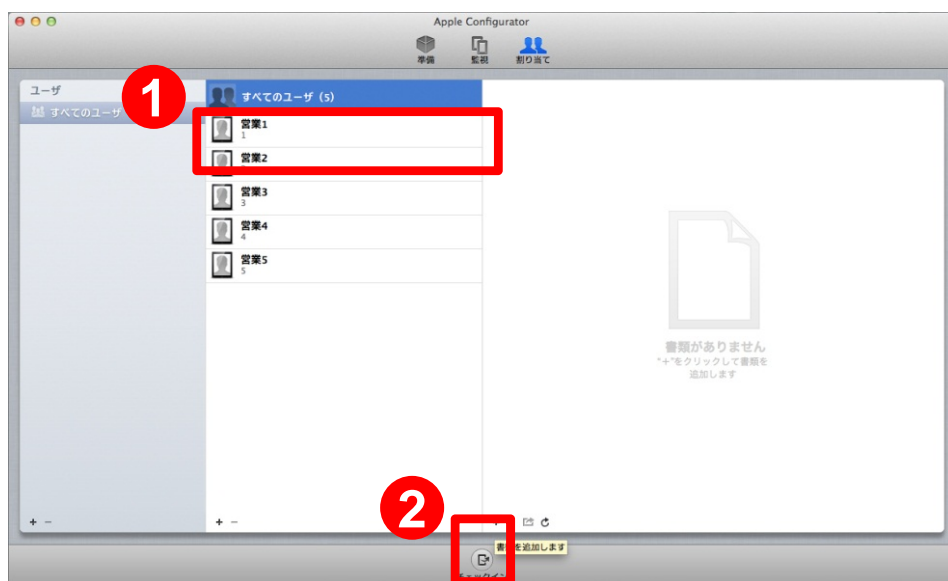 Apple Configurator
準備
監視
割り当て
ユーザ
すべてのユーザ
1
すべてのユーザ (5)
営業1
1
営業2
営業3
3
営業4
4
営業5
5
書類がありません
"+"をクリックして書類を
追加します
2
+ −
+ −
を追加します